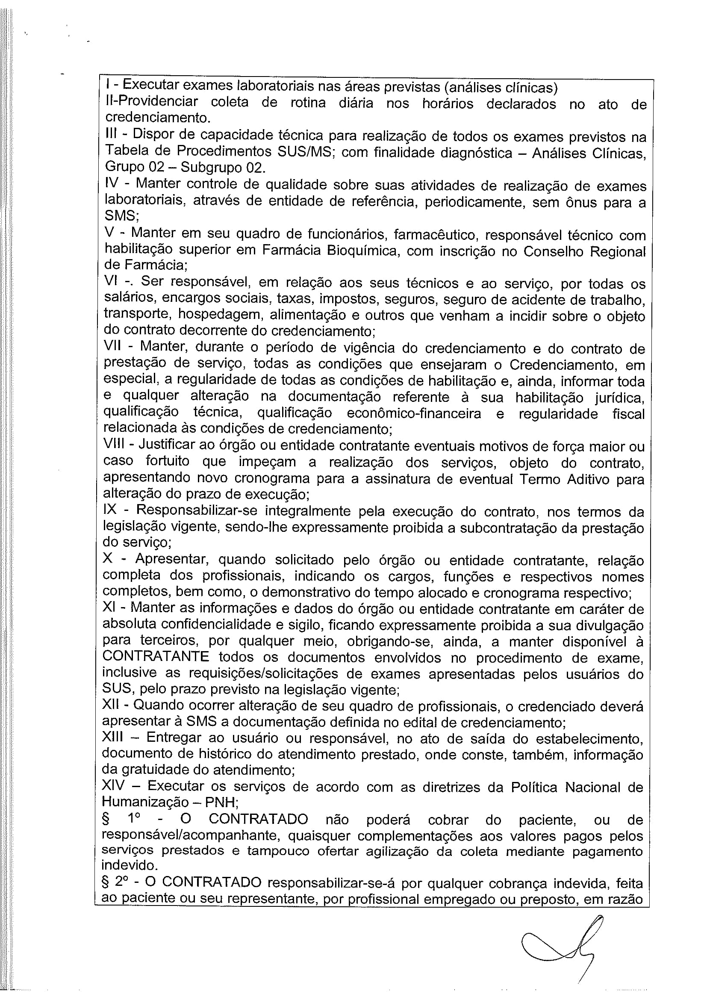 I - Executar exames laboratoriais nas áreas previstas (análises clínicas)
II-Providenciar coleta de rotina diária nos horários declarados no ato de
credenciamento.
III - Dispor de capacidade técnica para realização de todos os exames previstos na
Tabela de Procedimentos SUS/MS; com finalidade diagnóstica – Análises Clínicas,
Grupo 02 – Subgrupo 02.
IV - Manter controle de qualidade sobre suas atividades de realização de exames
laboratoriais, através de entidade de referência, periodicamente, sem ônus para a
SMS;
V - Manter em seu quadro de funcionários, farmacêutico, responsável técnico com
habilitação superior em Farmácia Bioquímica, com inscrição no Conselho Regional
de Farmácia;
VI -. Ser responsável, em relação aos seus técnicos e ao serviço, por todas os
salários, encargos sociais, taxas, impostos, seguros, seguro de acidente de trabalho,
transporte, hospedagem, alimentação e outros que venham a incidir sobre o objeto
do contrato decorrente do credenciamento;
VII - Manter, durante o período de vigência do credenciamento e do contrato de
prestação de serviço, todas as condições que ensejaram o Credenciamento, em
especial, a regularidade de todas as condições de habilitação e, ainda, informar toda
e qualquer alteração na documentação referente à sua habilitação jurídica,
qualificação técnica, qualificação econômico-financeira e regularidade fiscal
relacionada às condições de credenciamento;
VIII - Justificar ao órgão ou entidade contratante eventuais motivos de força maior ou
caso fortuito que impeçam a realização dos serviços, objeto do contrato,
apresentando novo cronograma para a assinatura de eventual Termo Aditivo para
alteração do prazo de execução;
IX - Responsabilizar-se integralmente pela execução do contrato, nos termos da
legislação vigente, sendo-lhe expressamente proibida a subcontratação da prestação
do serviço;
X - Apresentar, quando solicitado pelo órgão ou entidade contratante, relação
completa dos profissionais, indicando os cargos, funções e respectivos nomes
completos, bem como, o demonstrativo do tempo alocado e cronograma respectivo;
XI - Manter as informações e dados do órgão ou entidade contratante em caráter de
absoluta confidencialidade e sigilo, ficando expressamente proibida a sua divulgação
para terceiros, por qualquer meio, obrigando-se, ainda, a manter disponível à
CONTRATANTE todos os documentos envolvidos no procedimento de exame,
inclusive as requisições/solicitações de exames apresentadas pelos usuários do
SUS, pelo prazo previsto na legislação vigente;
XII - Quando ocorrer alteração de seu quadro de profissionais, o credenciado deverá
apresentar à SMS a documentação definida no edital de credenciamento;
XIII – Entregar ao usuário ou responsável, no ato de saída do estabelecimento,
documento de histórico do atendimento prestado, onde conste, também, informação
da gratuidade do atendimento;
XIV – Executar os serviços de acordo com as diretrizes da Política Nacional de
Humanização – PNH;
§ 1º - O CONTRATADO não poderá cobrar do paciente, ou de
responsável/acompanhante, quaisquer complementações aos valores pagos pelos
serviços prestados e tampouco ofertar agilização da coleta mediante pagamento
indevido.
§ 2º - O CONTRATADO responsabilizar-se-á por qualquer cobrança indevida, feita
ao paciente ou seu representante, por profissional empregado ou preposto, em razão